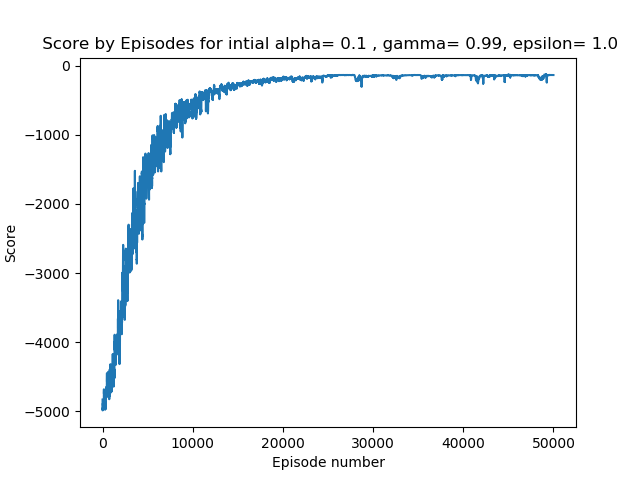 Score by Episodes for intial alpha= 0.1 , gamma= 0.99, epsilon= 1.0
0
−1000
−2000
−3000
−4000
−5000
Score
0 10000 20000 30000 40000 50000
Episode number